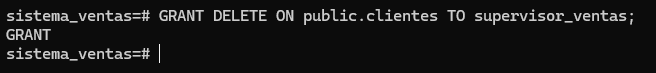 sistema_ventas=# GRANT DELETE ON public.clientes TO supervisor_ventas;
GRANT
sistema_ventas=#